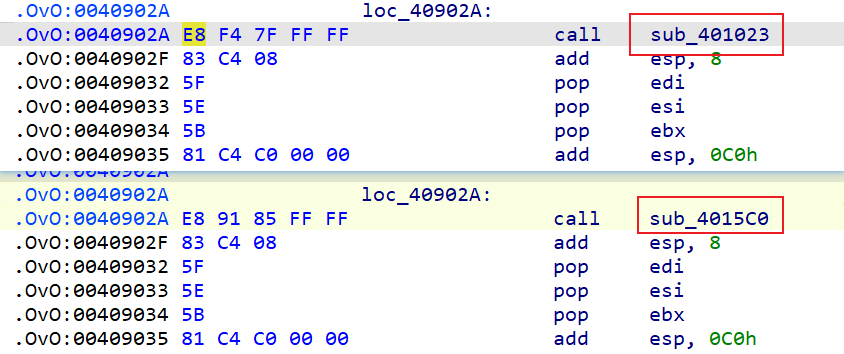 .OvO:0040902A loc_40902A:
.OvO:0040902A E8 F4 7F FF FF call sub_401023
.OvO:0040902F 83 C4 08 add esp, 8
.OvO:00409032 5F pop edi
.OvO:00409033 5E pop esi
.OvO:00409034 5B pop ebx
.OvO:00409035 81 C4 C0 00 00 add esp, 0C0h
.OvO:0040902A
.OvO:0040902A loc_40902A:
.OvO:0040902A E8 91 85 FF FF call sub_4015C0
.OvO:0040902F 83 C4 08 add esp, 8
.OvO:00409032 5F pop edi
.OvO:00409033 5E pop esi
.OvO:00409034 5B pop ebx
.OvO:00409035 81 C4 C0 00 00 add esp, 0C0h